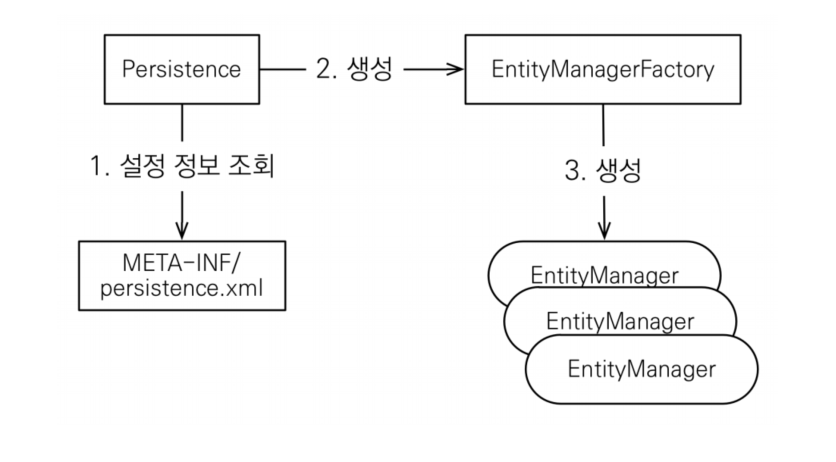 Persistence
2. 생성
EntityManagerFactory
1. 설정 정보 조회
3. 생성
META-INF/
persistence.xml
EntityManager
EntityManager
EntityManager